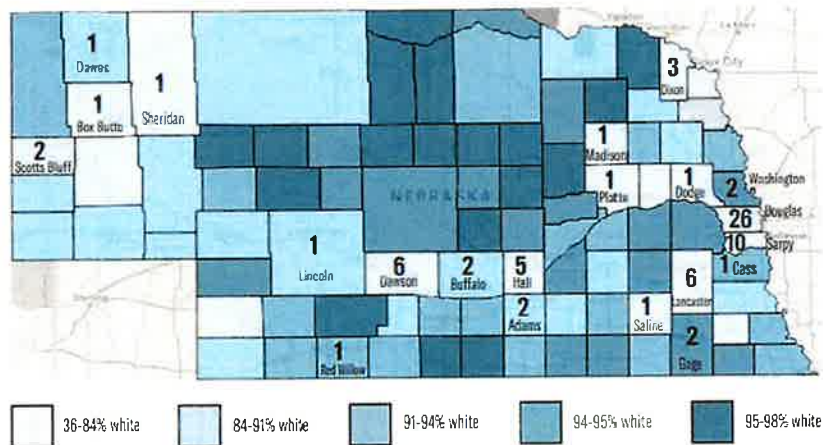 1
Dawes
1
Sheridan
1
Box Butte
2
Scotts Bluff
3
Dixon
1
Madison
1
Platte
1
Dodge
2
Washington
26
Douglas
10
Sarpy
1 Cass
NEBRASKA
1
Lincoln
6
Dawson
2
Buffalo
5
Hall
6
Lancaster
2
Adams
1
Saline
2
Gage
1
Red Willow
36-84% white
84-91% white
91-94% white
94-95% white
95-98% white